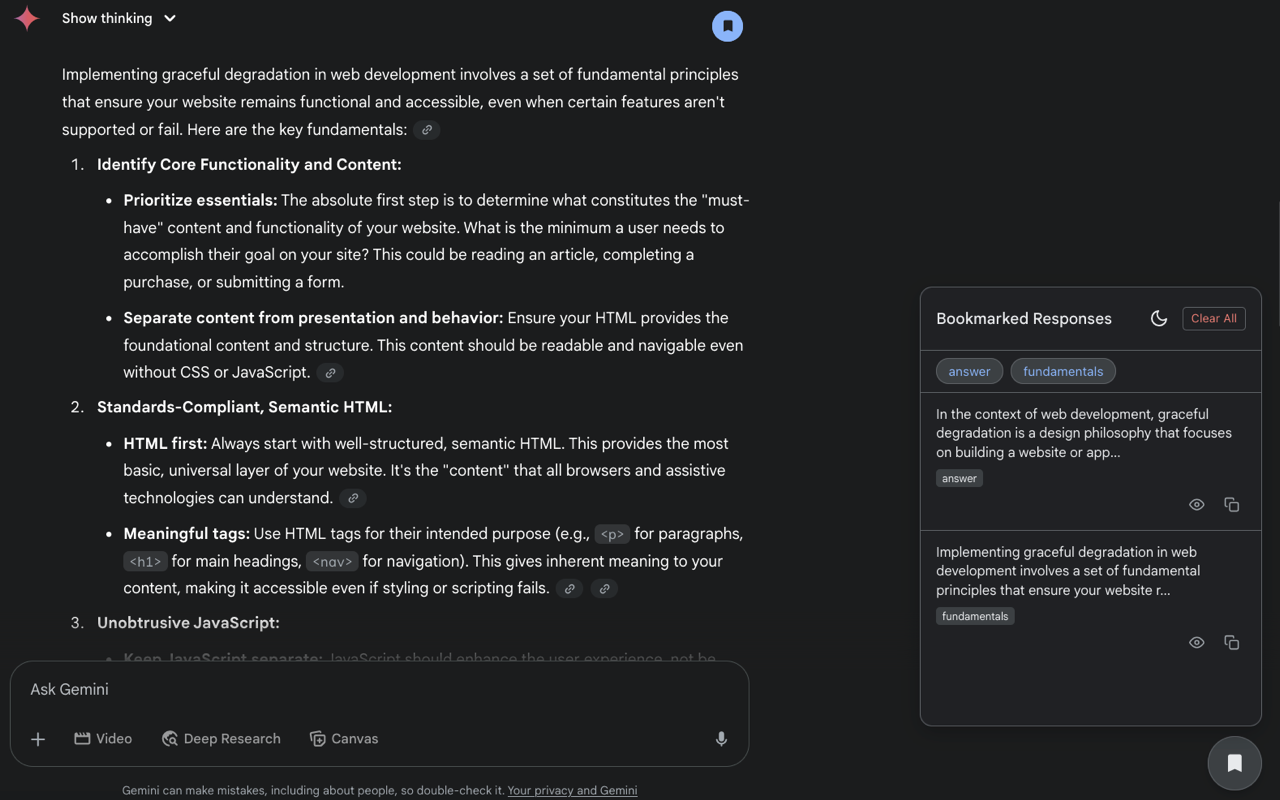 Show thinking
Implementing graceful degradation in web development involves a set of fundamental principles
that ensure your website remains functional and accessible, even when certain features aren't
supported or fail. Here are the key fundamentals:
1. Identify Core Functionality and Content:
• Prioritize essentials: The absolute first step is to determine what constitutes the "must-
have" content and functionality of your website. What is the minimum a user needs to
accomplish their goal on your site? This could be reading an article, completing a
purchase, or submitting a form.
• Separate content from presentation and behavior: Ensure your HTML provides the
foundational content and structure. This content should be readable and navigable even
without CSS or JavaScript.
2. Standards-Compliant, Semantic HTML:
• HTML first: Always start with well-structured, semantic HTML. This provides the most
basic, universal layer of your website. It's the "content" that all browsers and assistive
technologies can understand.
• Meaningful tags: Use HTML tags for their intended purpose (e.g., <p> for paragraphs,
<h1> for main headings, <nav> for navigation). This gives inherent meaning to your
content, making it accessible even if styling or scripting fails.
3. Unobtrusive JavaScript:
• Keep JavaScript separate: JavaScript should enhance the user experience, not be
Ask Gemini
Video
Deep Research
Canvas
Gemini can make mistakes, including about people, so double-check it. Your privacy and Gemini
Bookmarked Responses
Clear All
answer
fundamentals
In the context of web development, graceful
degradation is a design philosophy that focuses
on building a website or app...
answer
Implementing graceful degradation in web
development involves a set of fundamental
principles that ensure your website r...
fundamentals